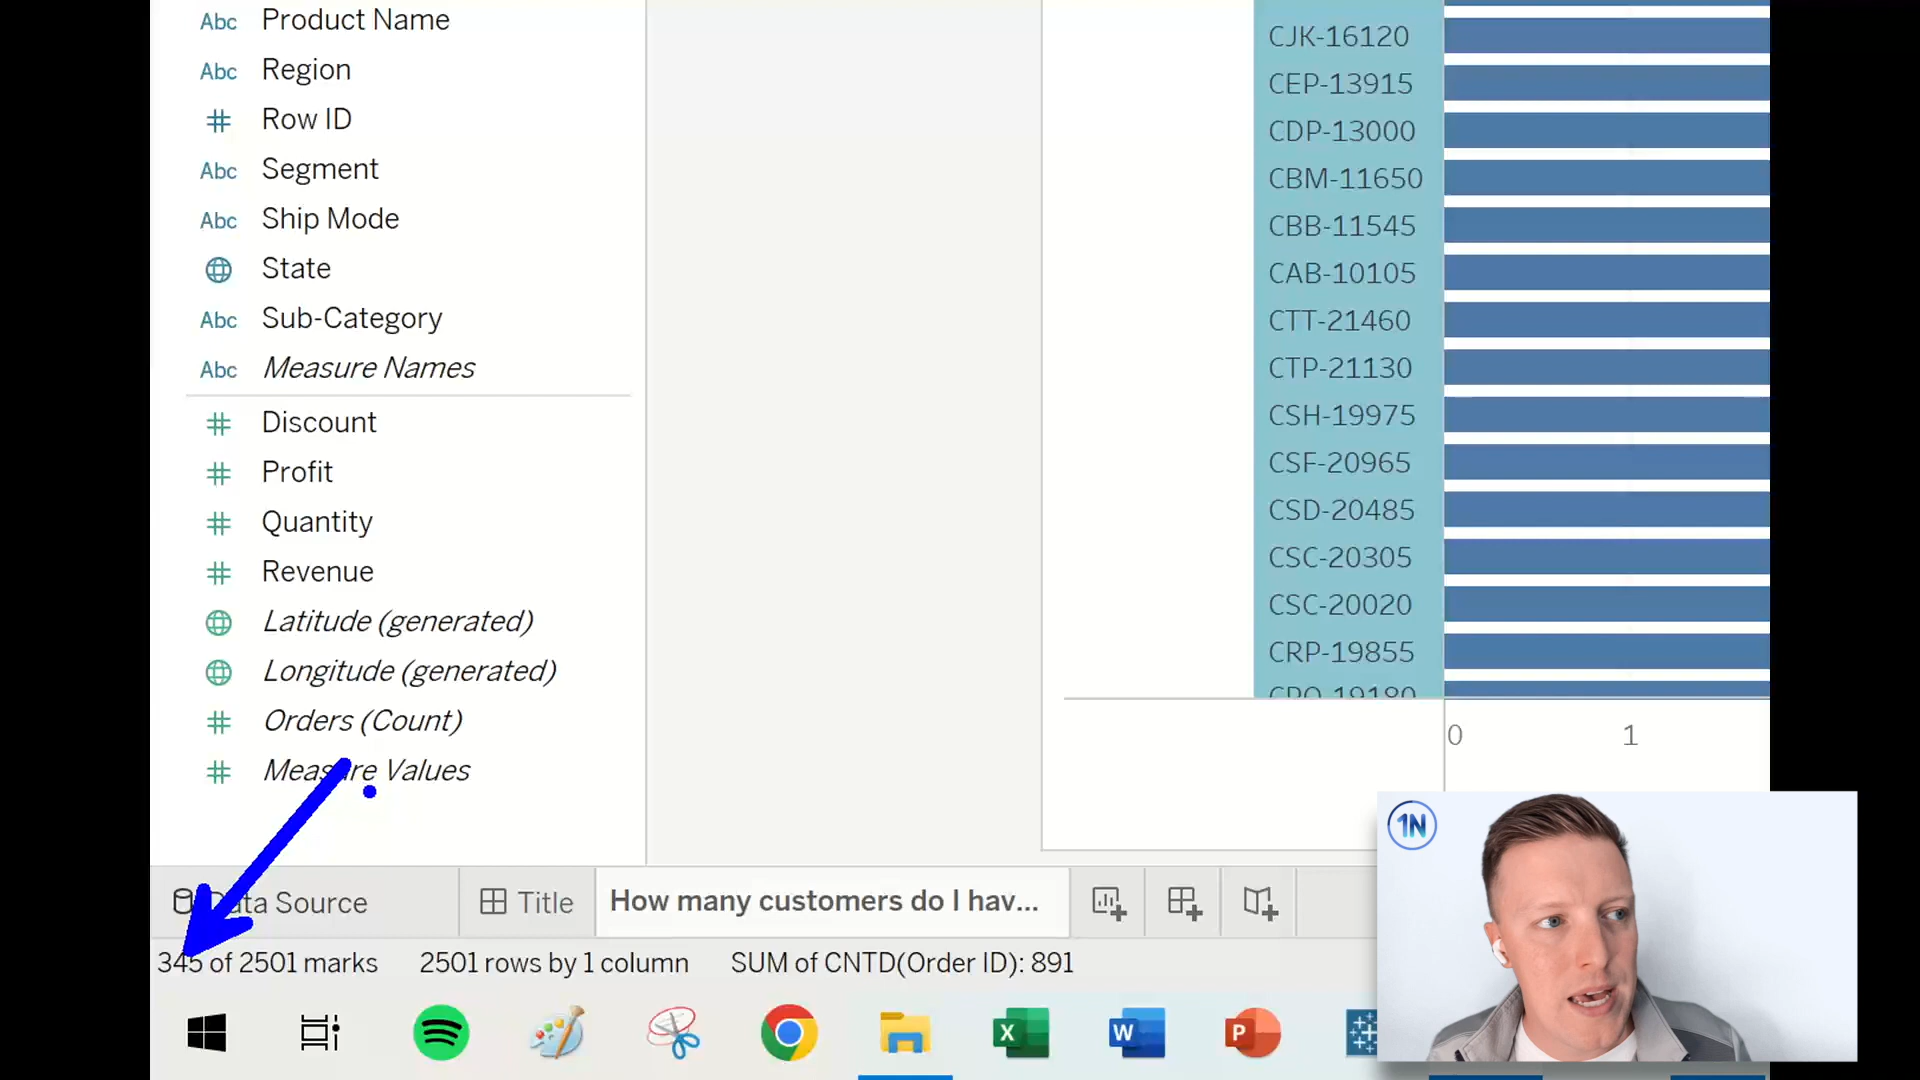 Abc Product Name
Abc Region
# Row ID
Abc Segment
Abc Ship Mode
State
Abc Sub-Category
Abc Measure Names
# Discount
# Profit
# Quantity
# Revenue
Latitude (generated)
Longitude (generated)
# Orders (Count)
# Measure Values
CJK-16120
CEP-13915
CDP-13000
CBM-11650
CBB-11545
CAB-10105
CTT-21460
CTP-21130
CSH-19975
CSF-20965
CSD-20485
CSC-20305
CSC-20020
CRP-19855
0 1
1N
Data Source Title How many customers do I hav...
345 of 2501 marks 2501 rows by 1 column SUM of CNTD(Order ID): 891
X W P